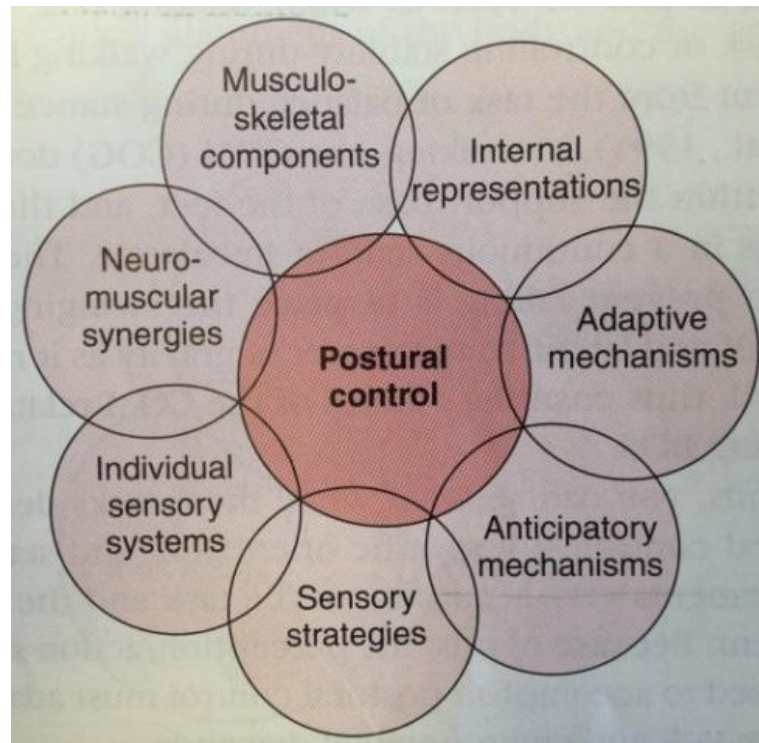 Musculo-
skeletal
components
Internal
representations
Adaptive
mechanisms
Anticipatory
mechanisms
Sensory
strategies
Individual
sensory
systems
Neuro-
muscular
synergies
Postural
control